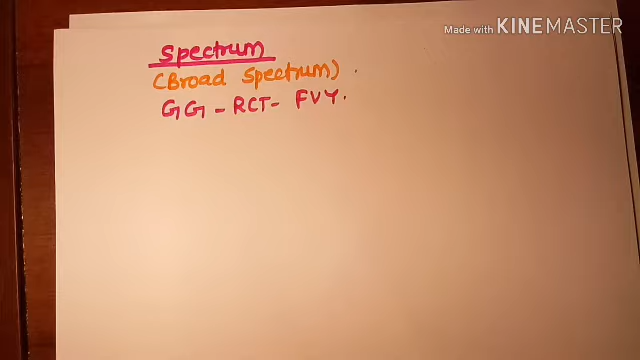 Made with KINEMASTER
Spectrum
(Broad Spectrum).
GG - RCT - FVY.